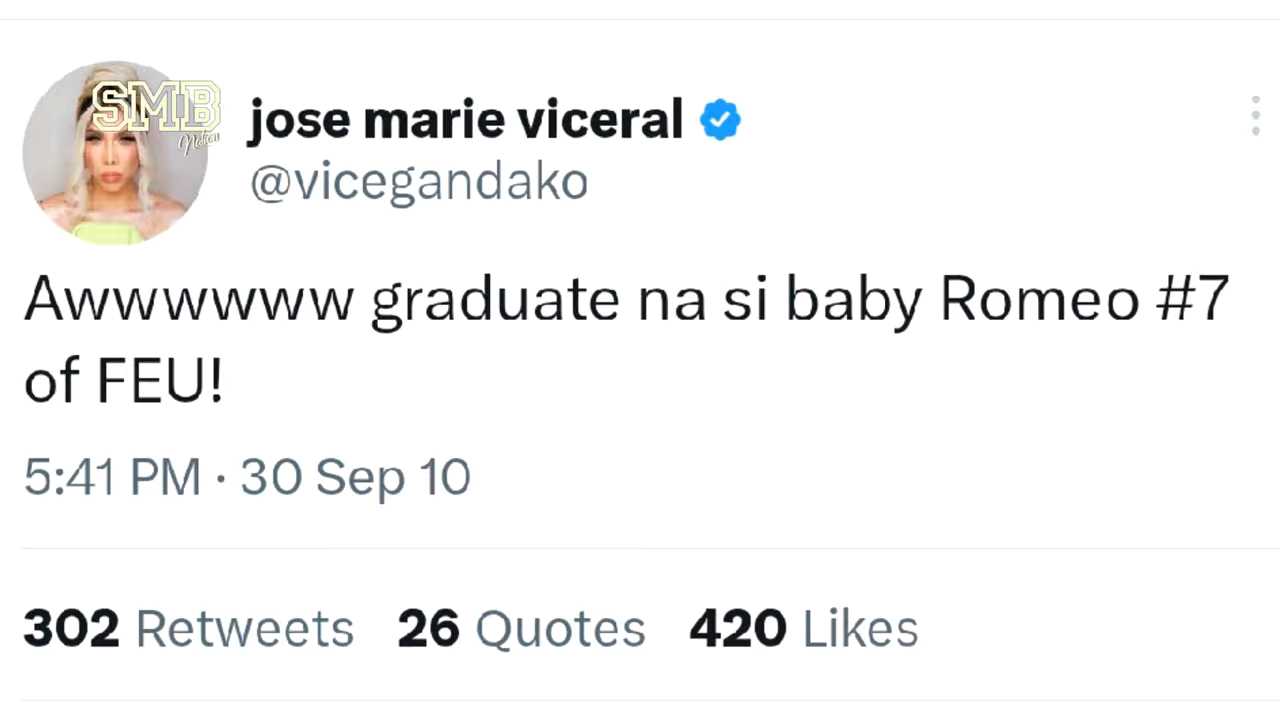 SMB
Nation
jose marie viceral
@vicegandako
Awwwwww graduate na si baby Romeo #7
of FEU!
5:41 PM · 30 Sep 10
302 Retweets 26 Quotes 420 Likes